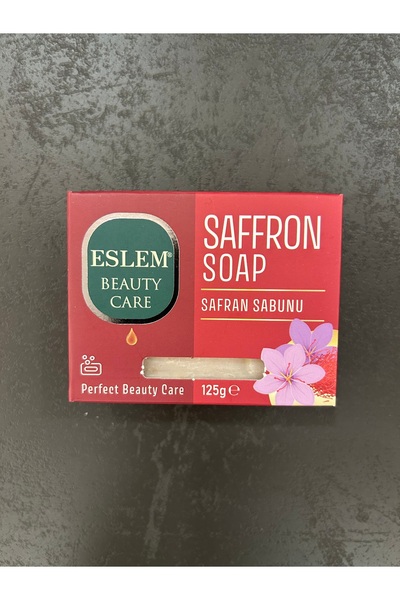 ESLEM®
BEAUTY
CARE
Perfect Beauty Care
SAFFRON
SOAP
SAFRAN SABUNU
125g℮